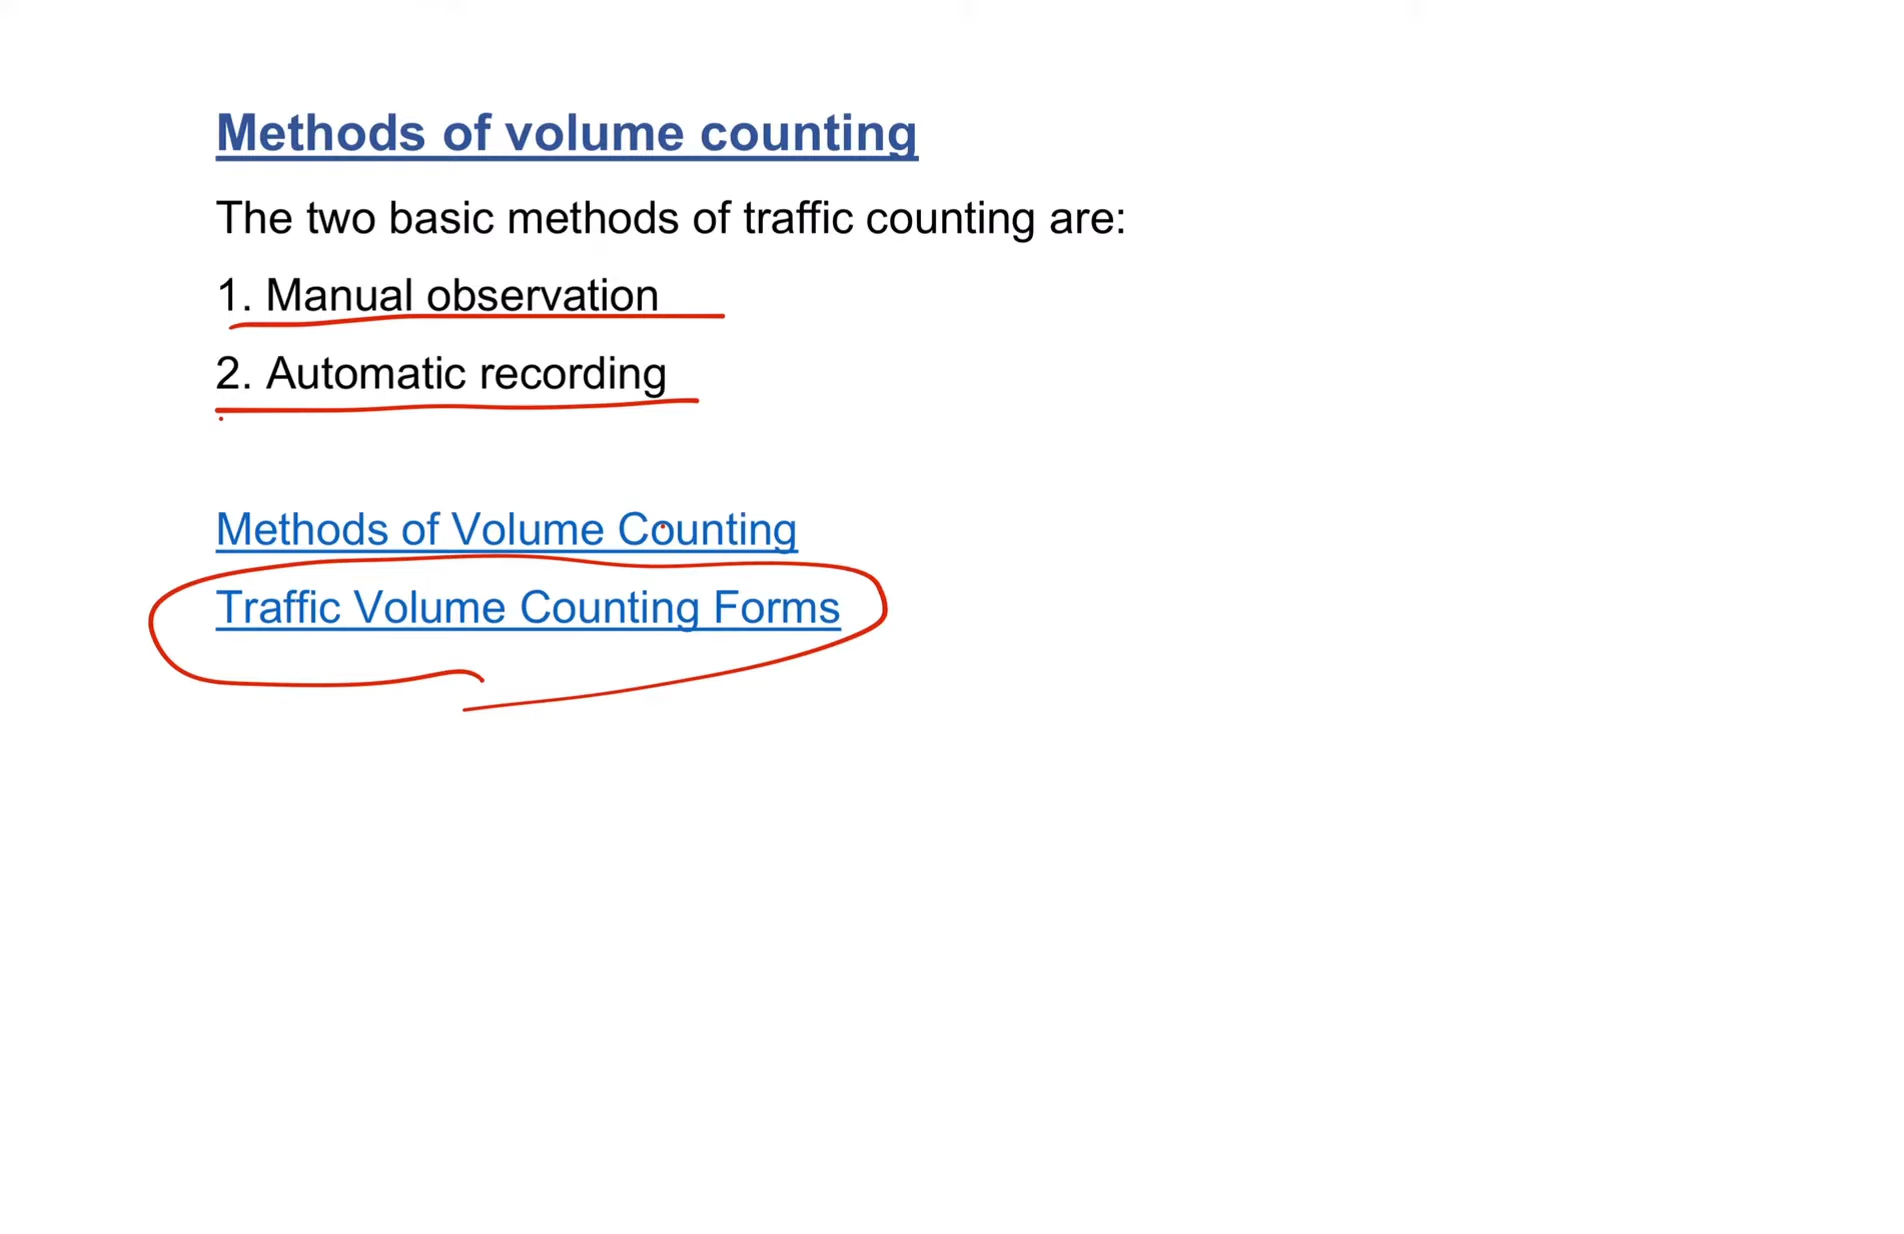 Methods of volume counting
The two basic methods of traffic counting are:
1. Manual observation
2. Automatic recording
Methods of Volume Counting
Traffic Volume Counting Forms